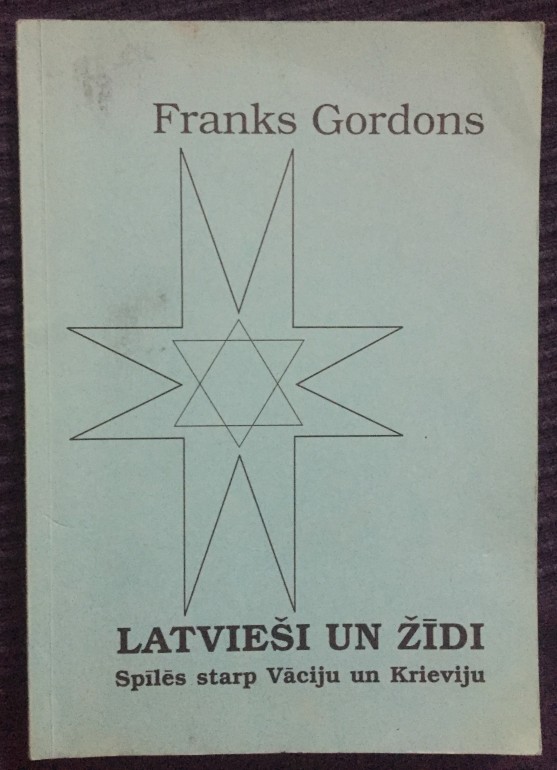 Franks Gordons
LATVIEŠI UN ŽĪDI
Spīlēs starp Vāciju un Krieviju